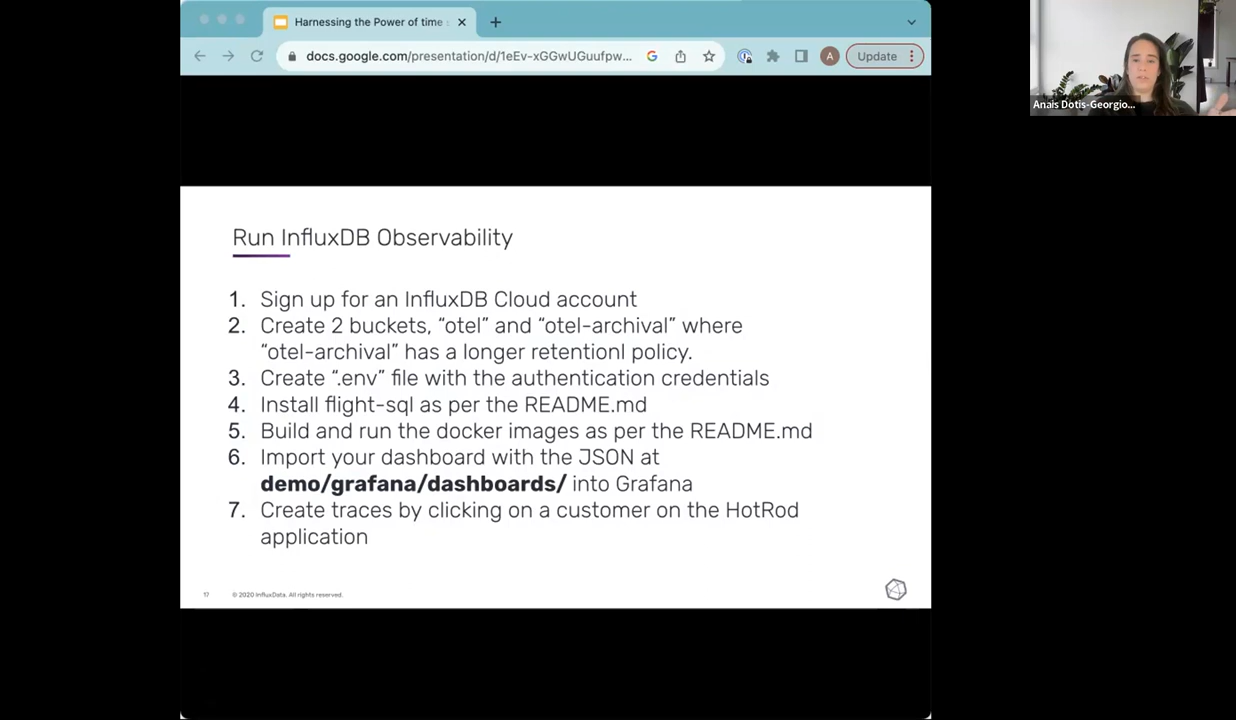 Harnessing the Power of time
docs.google.com/presentation/d/1eEv-xGGwUGuufpw...
A
Update
Anais Dotis-Georgio...
Run InfluxDB Observability
1. Sign up for an InfluxDB Cloud account
2. Create 2 buckets, “otel” and “otel-archival” where
“otel-archival” has a longer retentionl policy.
3. Create “.env” file with the authentication credentials
4. Install flight-sql as per the README.md
5. Build and run the docker images as per the README.md
6. Import your dashboard with the JSON at
demo/grafana/dashboards/ into Grafana
7. Create traces by clicking on a customer on the HotRod
application
17
© 2020 InfluxData. All rights reserved.